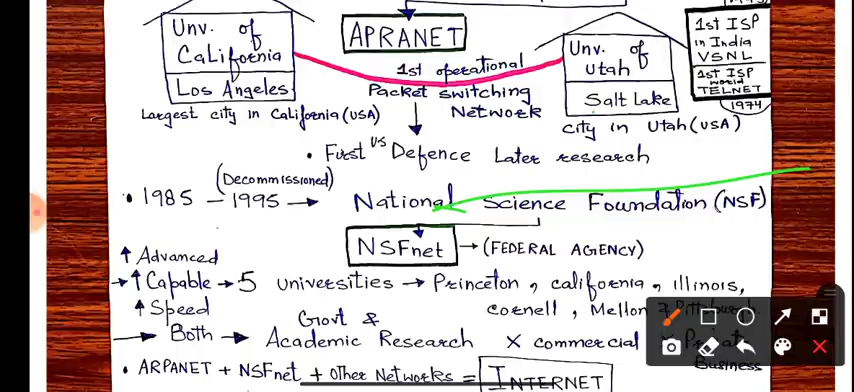 APRANET
Unv. of
California
Los Angeles
Largest city in California (USA)
1st operational
Packet switching
Network
Unv. of
Utah
Salt Lake
city in Utah (USA)
1st ISP
in India
VSNL
1st ISP
world
TELNET
1974
• First US Defence Later research
• 1985 – 1995 → National Science Foundation (NSF)
(Decommissioned)
NSFnet → (FEDERAL AGENCY)
↑ Advanced
→ ↑ Capable → 5 universities → Princeton, california, Illinois,
cornell, Mellon & Pittsburgh
↑ Speed
→ Both → Govt &
Academic Research × commercial
Business
• ARPANET + NSFnet + Other Networks = INTERNET